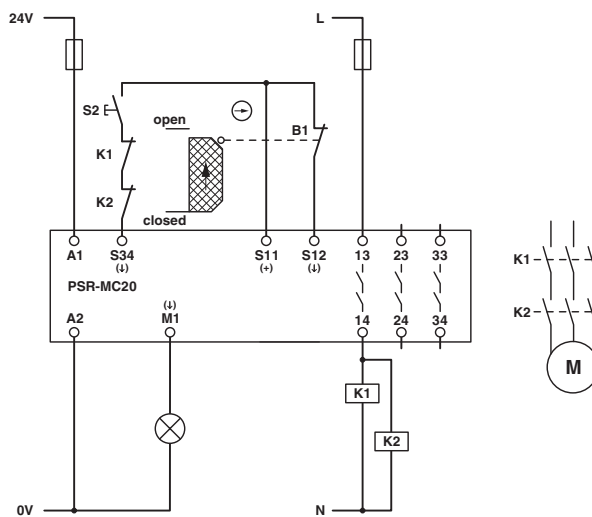 24V
L
S2
open
B1
K1
K2
closed
A1
S34
S11
S12
13
23
33
(↓)
(+)
(↓)
PSR-MC20
(↓)
A2
M1
14
24
34
K1
K2
M
K1
K2
0V
N